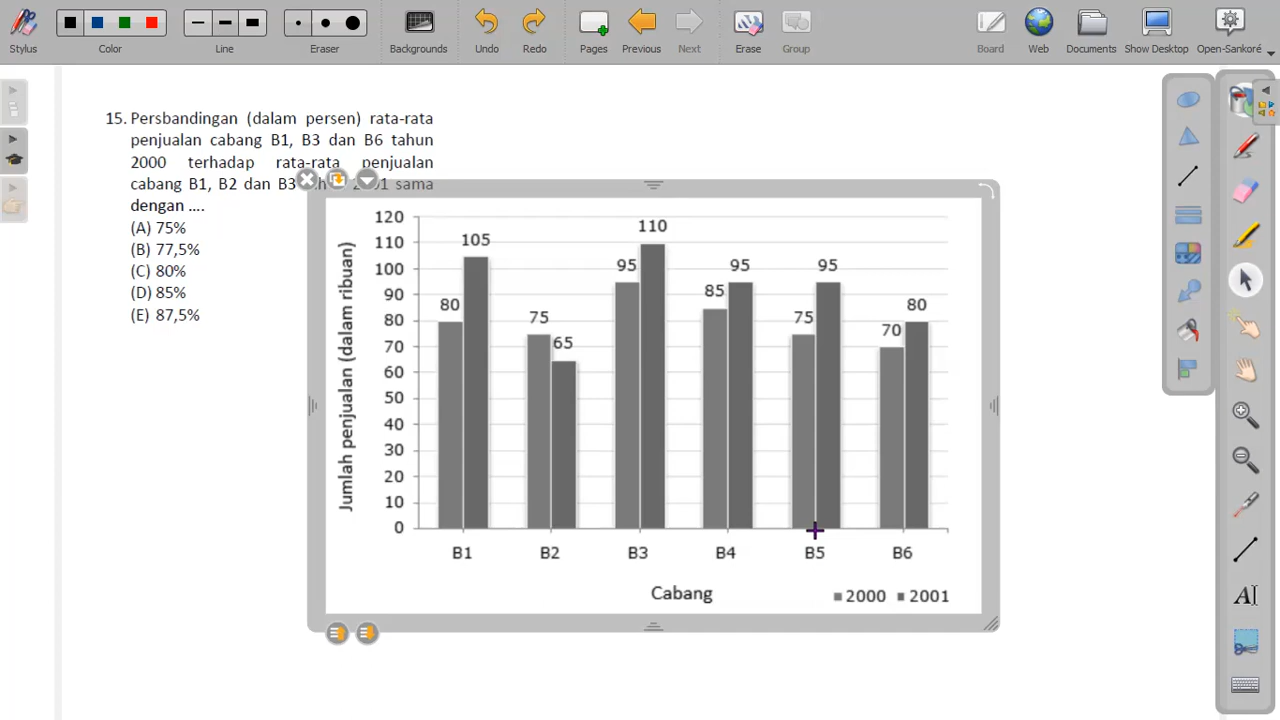 Stylus
Color
Line
Eraser
Backgrounds
Undo
Redo
Pages
Previous
Next
Erase
Group
Board
Web
Documents
Show Desktop
Open-Sankoré
15. Persbandingan (dalam persen) rata-rata
penjualan cabang B1, B3 dan B6 tahun
2000 terhadap rata-rata penjualan
cabang B1, B2 dan B3 sama
dengan ....
(A) 75%
(B) 77,5%
(C) 80%
(D) 85%
(E) 87,5%
Jumlah penjualan (dalam ribuan)
120
110
100
90
80
70
60
50
40
30
20
10
0
80
105
75
65
95
110
85
95
75
95
70
80
B1
B2
B3
B4
B5
B6
Cabang
2000
2001